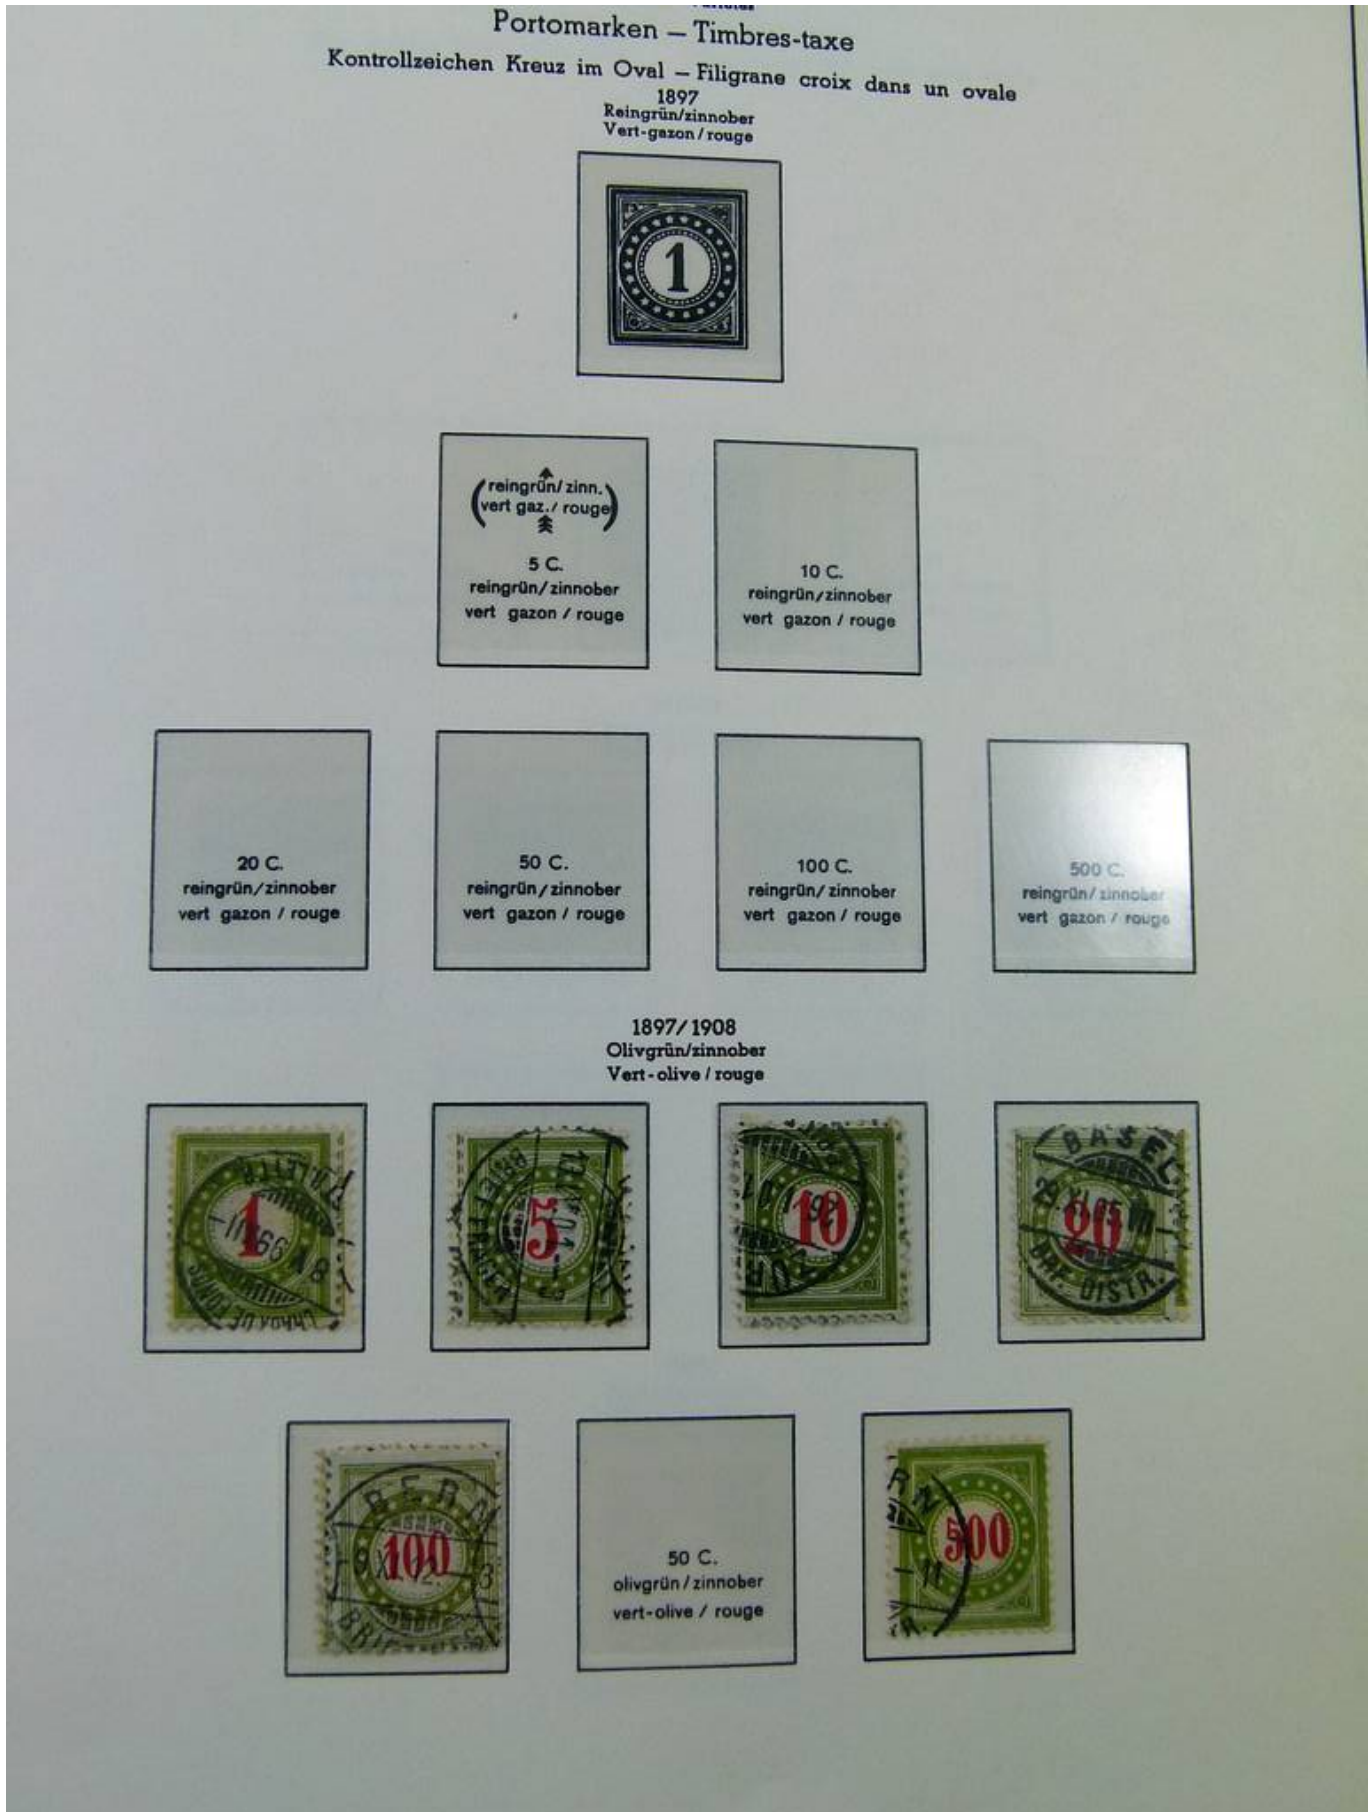 Portomarken – Timbres-taxe
Kontrollzeichen Kreuz im Oval – Filigrane croix dans un ovale
1897
Reingrün/zinnober
Vert-gazon/rouge
1
(reingrün/zinn.
vert gaz./rouge)
5 C.
reingrün/zinnober
vert gazon / rouge
10 C.
reingrün/zinnober
vert gazon / rouge
20 C.
reingrün/zinnober
vert gazon / rouge
50 C.
reingrün/zinnober
vert gazon / rouge
100 C.
reingrün/zinnober
vert gazon / rouge
500 C.
reingrün/zinnober
vert gazon / rouge
1897/1908
Olivgrün/zinnober
Vert-olive/rouge
1
5
10
20
BASEL
DISTR.
100
BERN
50 C.
olivgrün/zinnober
vert-olive / rouge
500